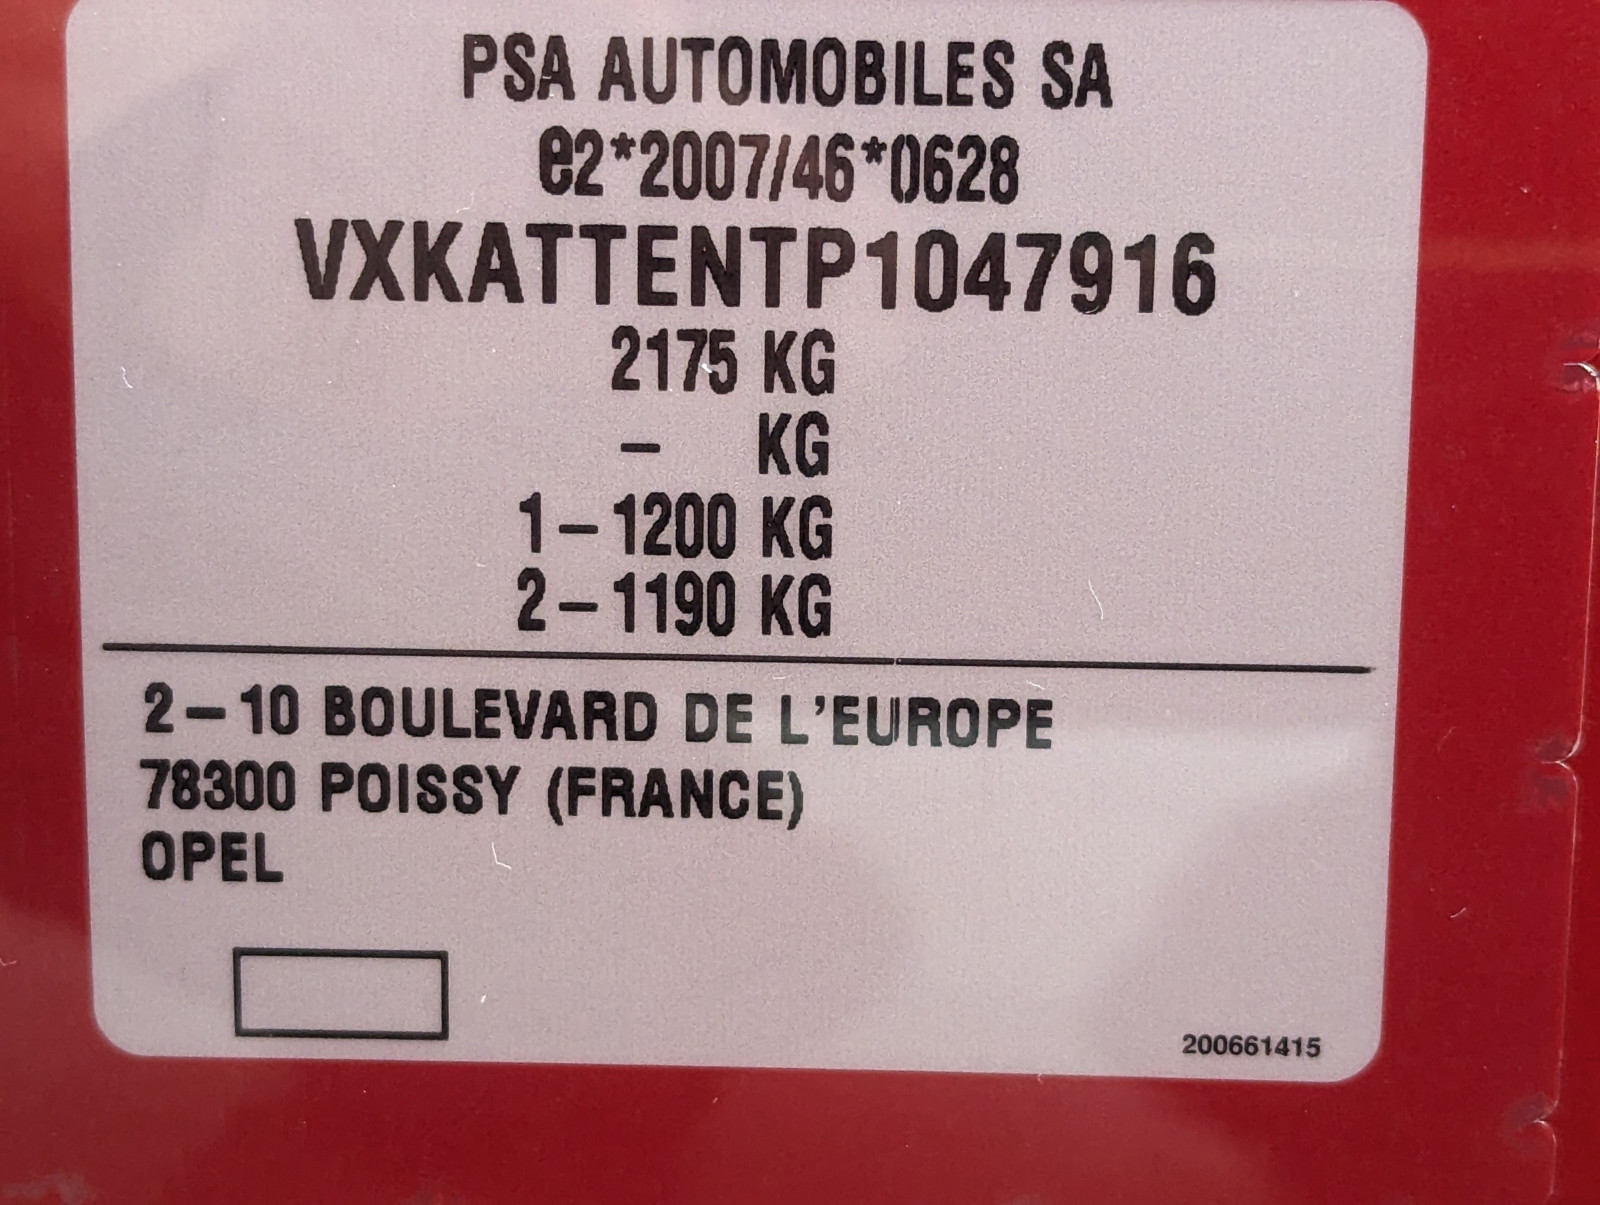 PSA AUTOMOBILES SA
e2*2007/46*0628
VXKATTENTP1047916
2175 KG
– KG
1–1200 KG
2–1190 KG
2–10 BOULEVARD DE L'EUROPE
78300 POISSY (FRANCE)
OPEL
200661415